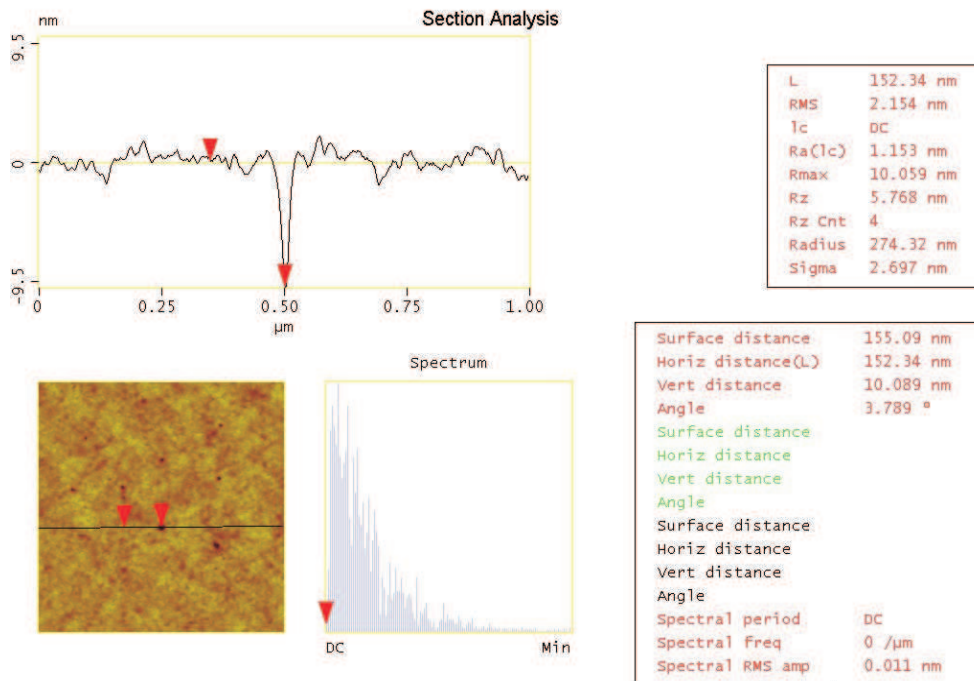 Section Analysis
nm
9.5
0
-9.5
0 0.25 0.50 0.75 1.00
µm
L 152.34 nm
RMS 2.154 nm
lc DC
Ra(lc) 1.153 nm
Rmax 10.059 nm
Rz 5.768 nm
Rz Cnt 4
Radius 274.32 nm
Sigma 2.697 nm
Spectrum
DC Min
Surface distance 155.09 nm
Horiz distance(L) 152.34 nm
Vert distance 10.089 nm
Angle 3.789 °
Surface distance
Horiz distance
Vert distance
Angle
Surface distance
Horiz distance
Vert distance
Angle
Spectral period DC
Spectral freq 0 /µm
Spectral RMS amp 0.011 nm